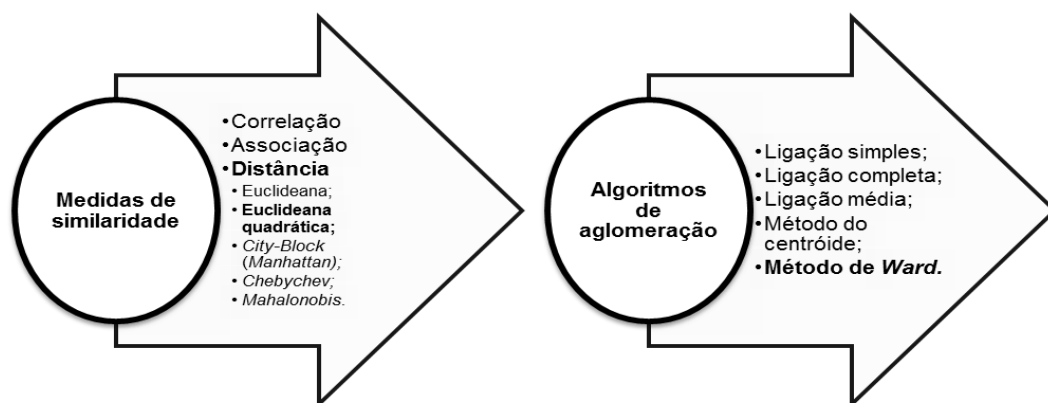 Medidas de
similaridade
•Correlação
•Associação
•Distância
• Euclideana;
• Euclideana
quadrática;
• City-Block
(Manhattan);
• Chebychev;
• Mahalonobis.
Algoritmos
de
aglomeração
•Ligação simples;
•Ligação completa;
•Ligação média;
•Método do
centróide;
•Método de Ward.